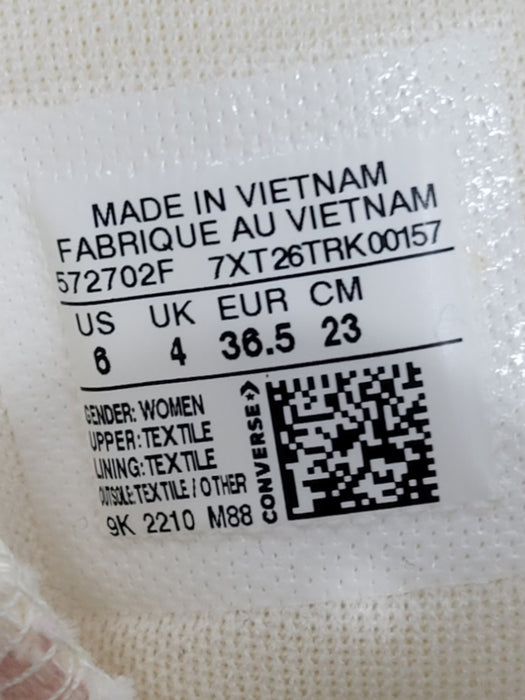 MADE IN VIETNAM
FABRIQUE AU VIETNAM
572702F 7XT26TRK00157
US UK EUR CM
6 4 36.5 23
GENDER: WOMEN
UPPER:TEXTILE
LINING:TEXTILE
OUTSOLE:TEXTILE / OTHER
9K 2210 M88
CONVERSE